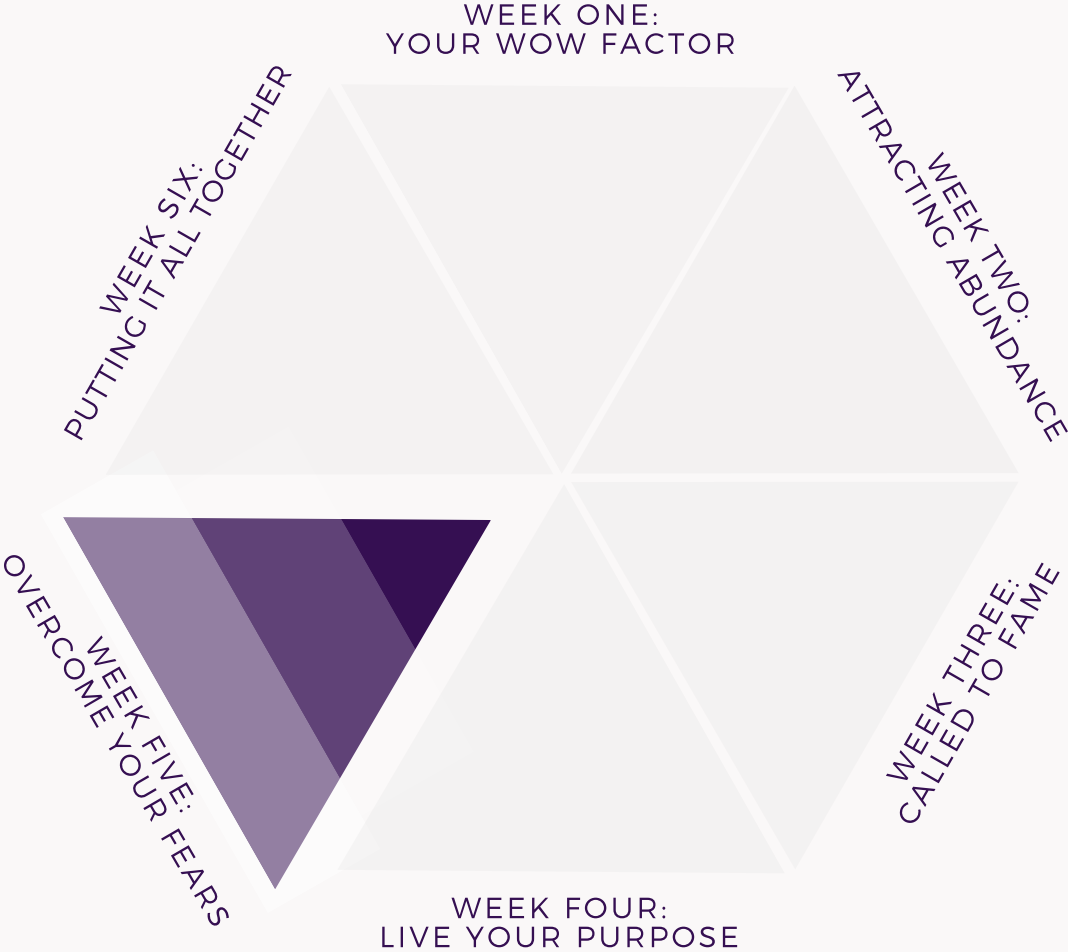 WEEK ONE:
YOUR WOW FACTOR
WEEK TWO:
ATTRACTING ABUNDANCE
WEEK THREE:
CALLED TO FAME
WEEK FOUR:
LIVE YOUR PURPOSE
WEEK FIVE:
OVERCOME YOUR FEARS
WEEK SIX:
PUTTING IT ALL TOGETHER